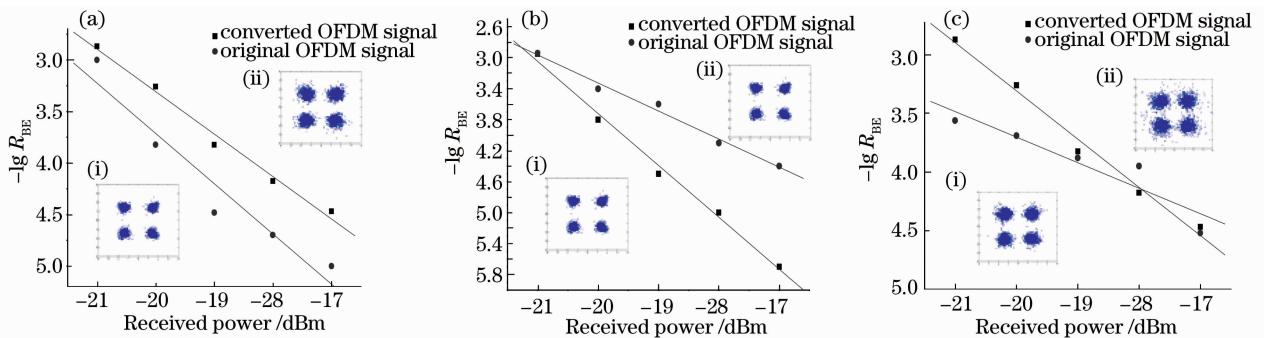 (a)
■ converted OFDM signal
● original OFDM signal
(ii)
(i)
3.0
3.5
4.0
4.5
5.0
−lg R_BE
−21 −20 −19 −28 −17
Received power /dBm
(b)
■ converted OFDM signal
● original OFDM signal
(ii)
(i)
2.6
3.4
3.8
4.2
4.6
5.0
5.4
5.8
−lg R_BE
−21 −20 −19 −28 −17
Received power /dBm
(c)
■ converted OFDM signal
● original OFDM signal
(ii)
(i)
3.0
3.5
4.0
4.5
5.0
−lg R_BE
−21 −20 −19 −28 −17
Received power /dBm